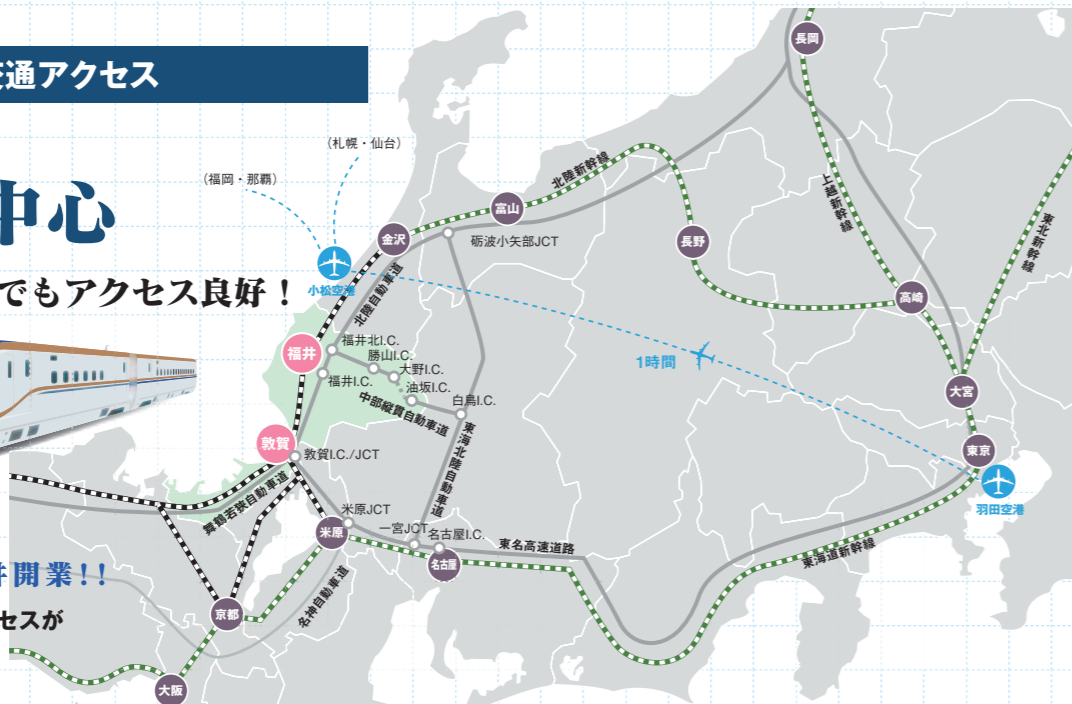 交通アクセス
中心
でもアクセス良好！
井開業!!
セスが
（札幌・仙台）
（福岡・那覇）
小松空港
長岡
富山
北陸新幹線
金沢
砺波小矢部JCT
長野
上越新幹線
東北新幹線
高崎
北陸自動車道
1時間
福井
福井北I.C.
勝山I.C.
大野I.C.
福井I.C.
油坂I.C.
白鳥I.C.
中部縦貫自動車道
東海北陸自動車道
大宮
東京
羽田空港
敦賀
敦賀I.C./JCT
舞鶴若狭自動車道
米原JCT
米原
一宮JCT
名古屋I.C.
名古屋
東名高速道路
東海道新幹線
名神自動車道
京都
大阪